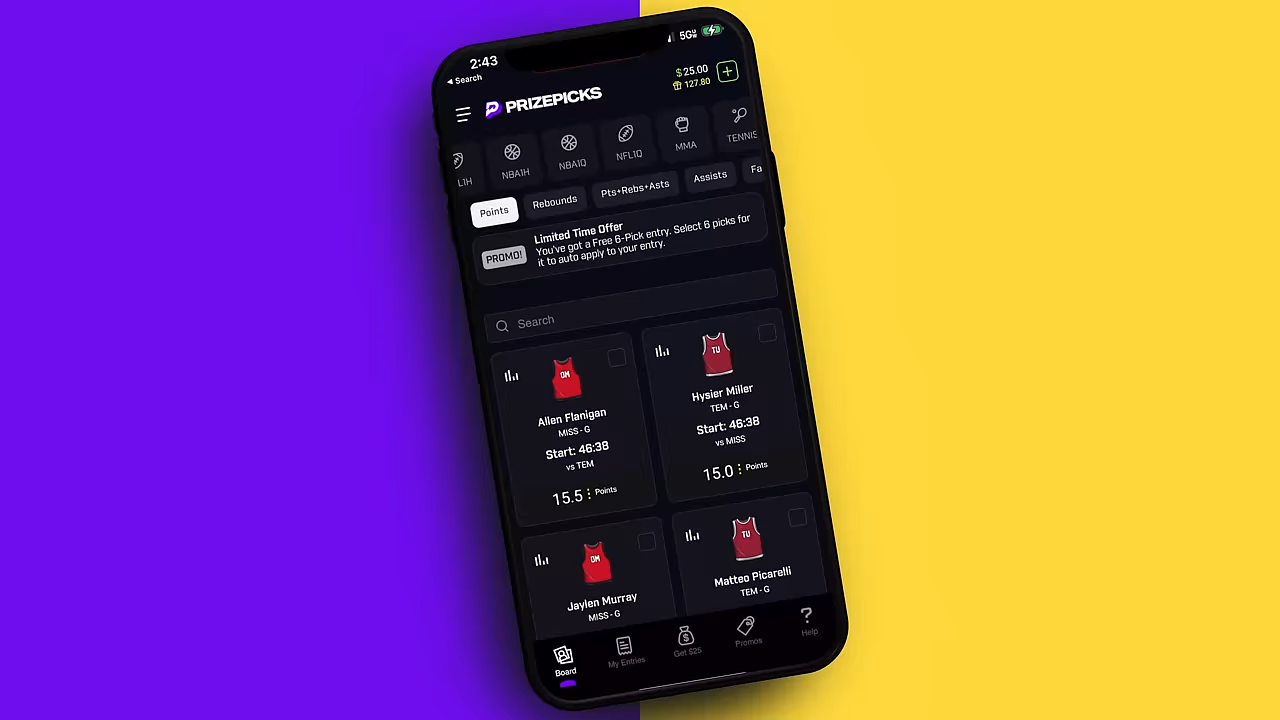 2:43
5G
◂ Search
PRIZEPICKS
$ 25.00
127.80
L1H
NBA1H
NBA1Q
NFL1Q
MMA
TENNIS
Points
Rebounds
Pts+Rebs+Asts
Assists
Fa
PROMO!
Limited Time Offer
You've got a Free 6-Pick entry. Select 6 picks for
it to auto apply to your entry.
Search
OM
Allen Flanigan
MISS - G
Start: 46:38
vs TEM
15.5 Points
TU
Hysier Miller
TEM - G
Start: 46:38
vs MISS
15.0 Points
OM
Jaylen Murray
MISS - G
TU
Matteo Picarelli
TEM - G
Board
My Entries
Get $25
Promos
Help